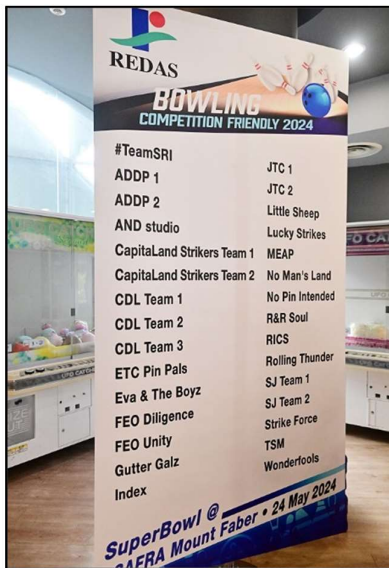 REDAS
BOWLING
COMPETITION FRIENDLY 2024
#TeamSRI
ADDP 1
ADDP 2
AND studio
CapitaLand Strikers Team 1
CapitaLand Strikers Team 2
CDL Team 1
CDL Team 2
CDL Team 3
ETC Pin Pals
Eva & The Boyz
FEO Diligence
FEO Unity
Gutter Galz
Index
JTC 1
JTC 2
Little Sheep
Lucky Strikes
MEAP
No Man's Land
No Pin Intended
R&R Soul
RICS
Rolling Thunder
SJ Team 1
SJ Team 2
Strike Force
TSM
Wonderfools
SuperBowl @
SAFRA Mount Faber • 24 May 2024